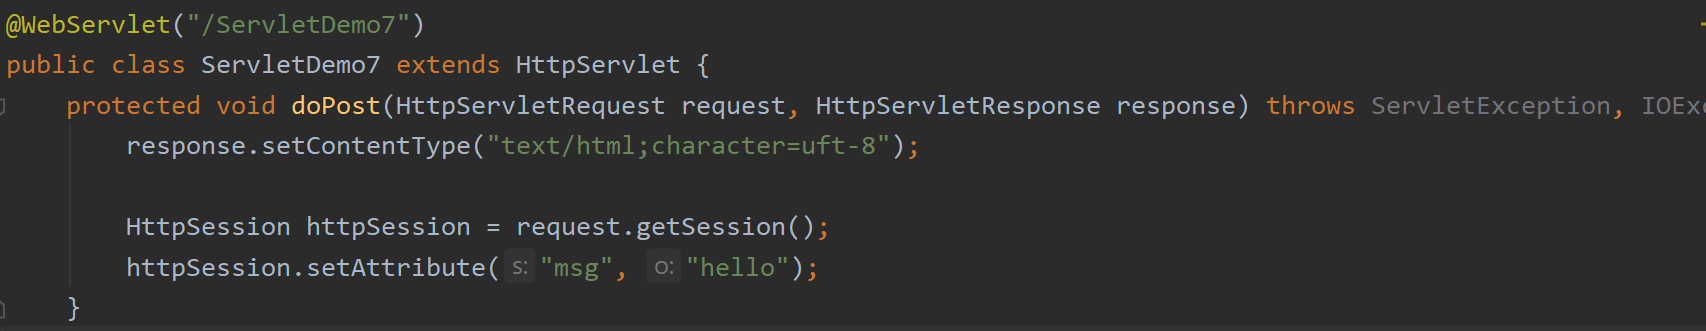 @WebServlet("/ServletDemo7")
public class ServletDemo7 extends HttpServlet {
protected void doPost(HttpServletRequest request, HttpServletResponse response) throws ServletException, IOExc
response.setContentType("text/html;character=uft-8");
HttpSession httpSession = request.getSession();
httpSession.setAttribute( s: "msg", o: "hello");
}